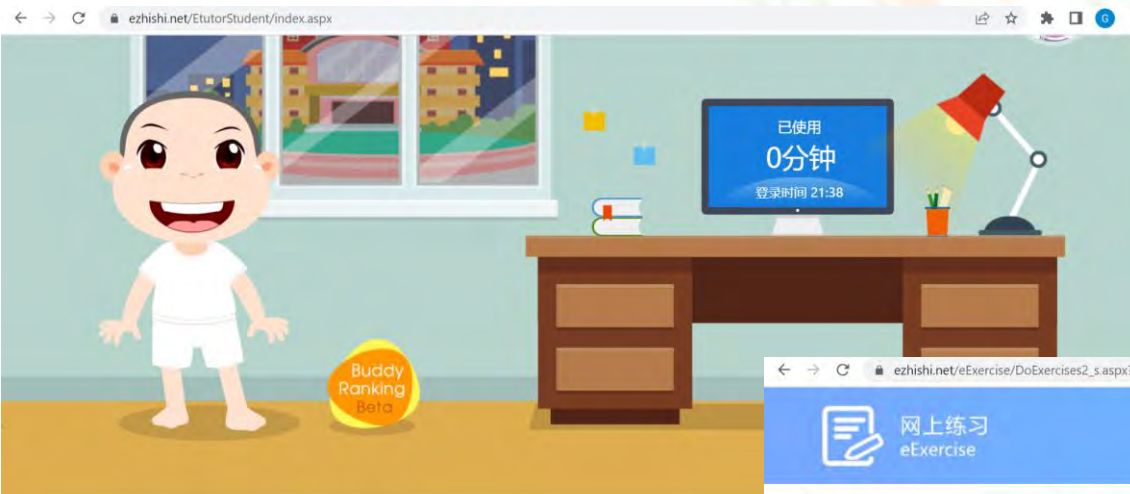 ezhishi.net/EtutorStudent/index.aspx
G
已使用
0分钟
登录时间 21:38
Buddy
Ranking
Beta
ezhishi.net/eExercise/DoExercises2_s.aspx?
网上练习
eExercise